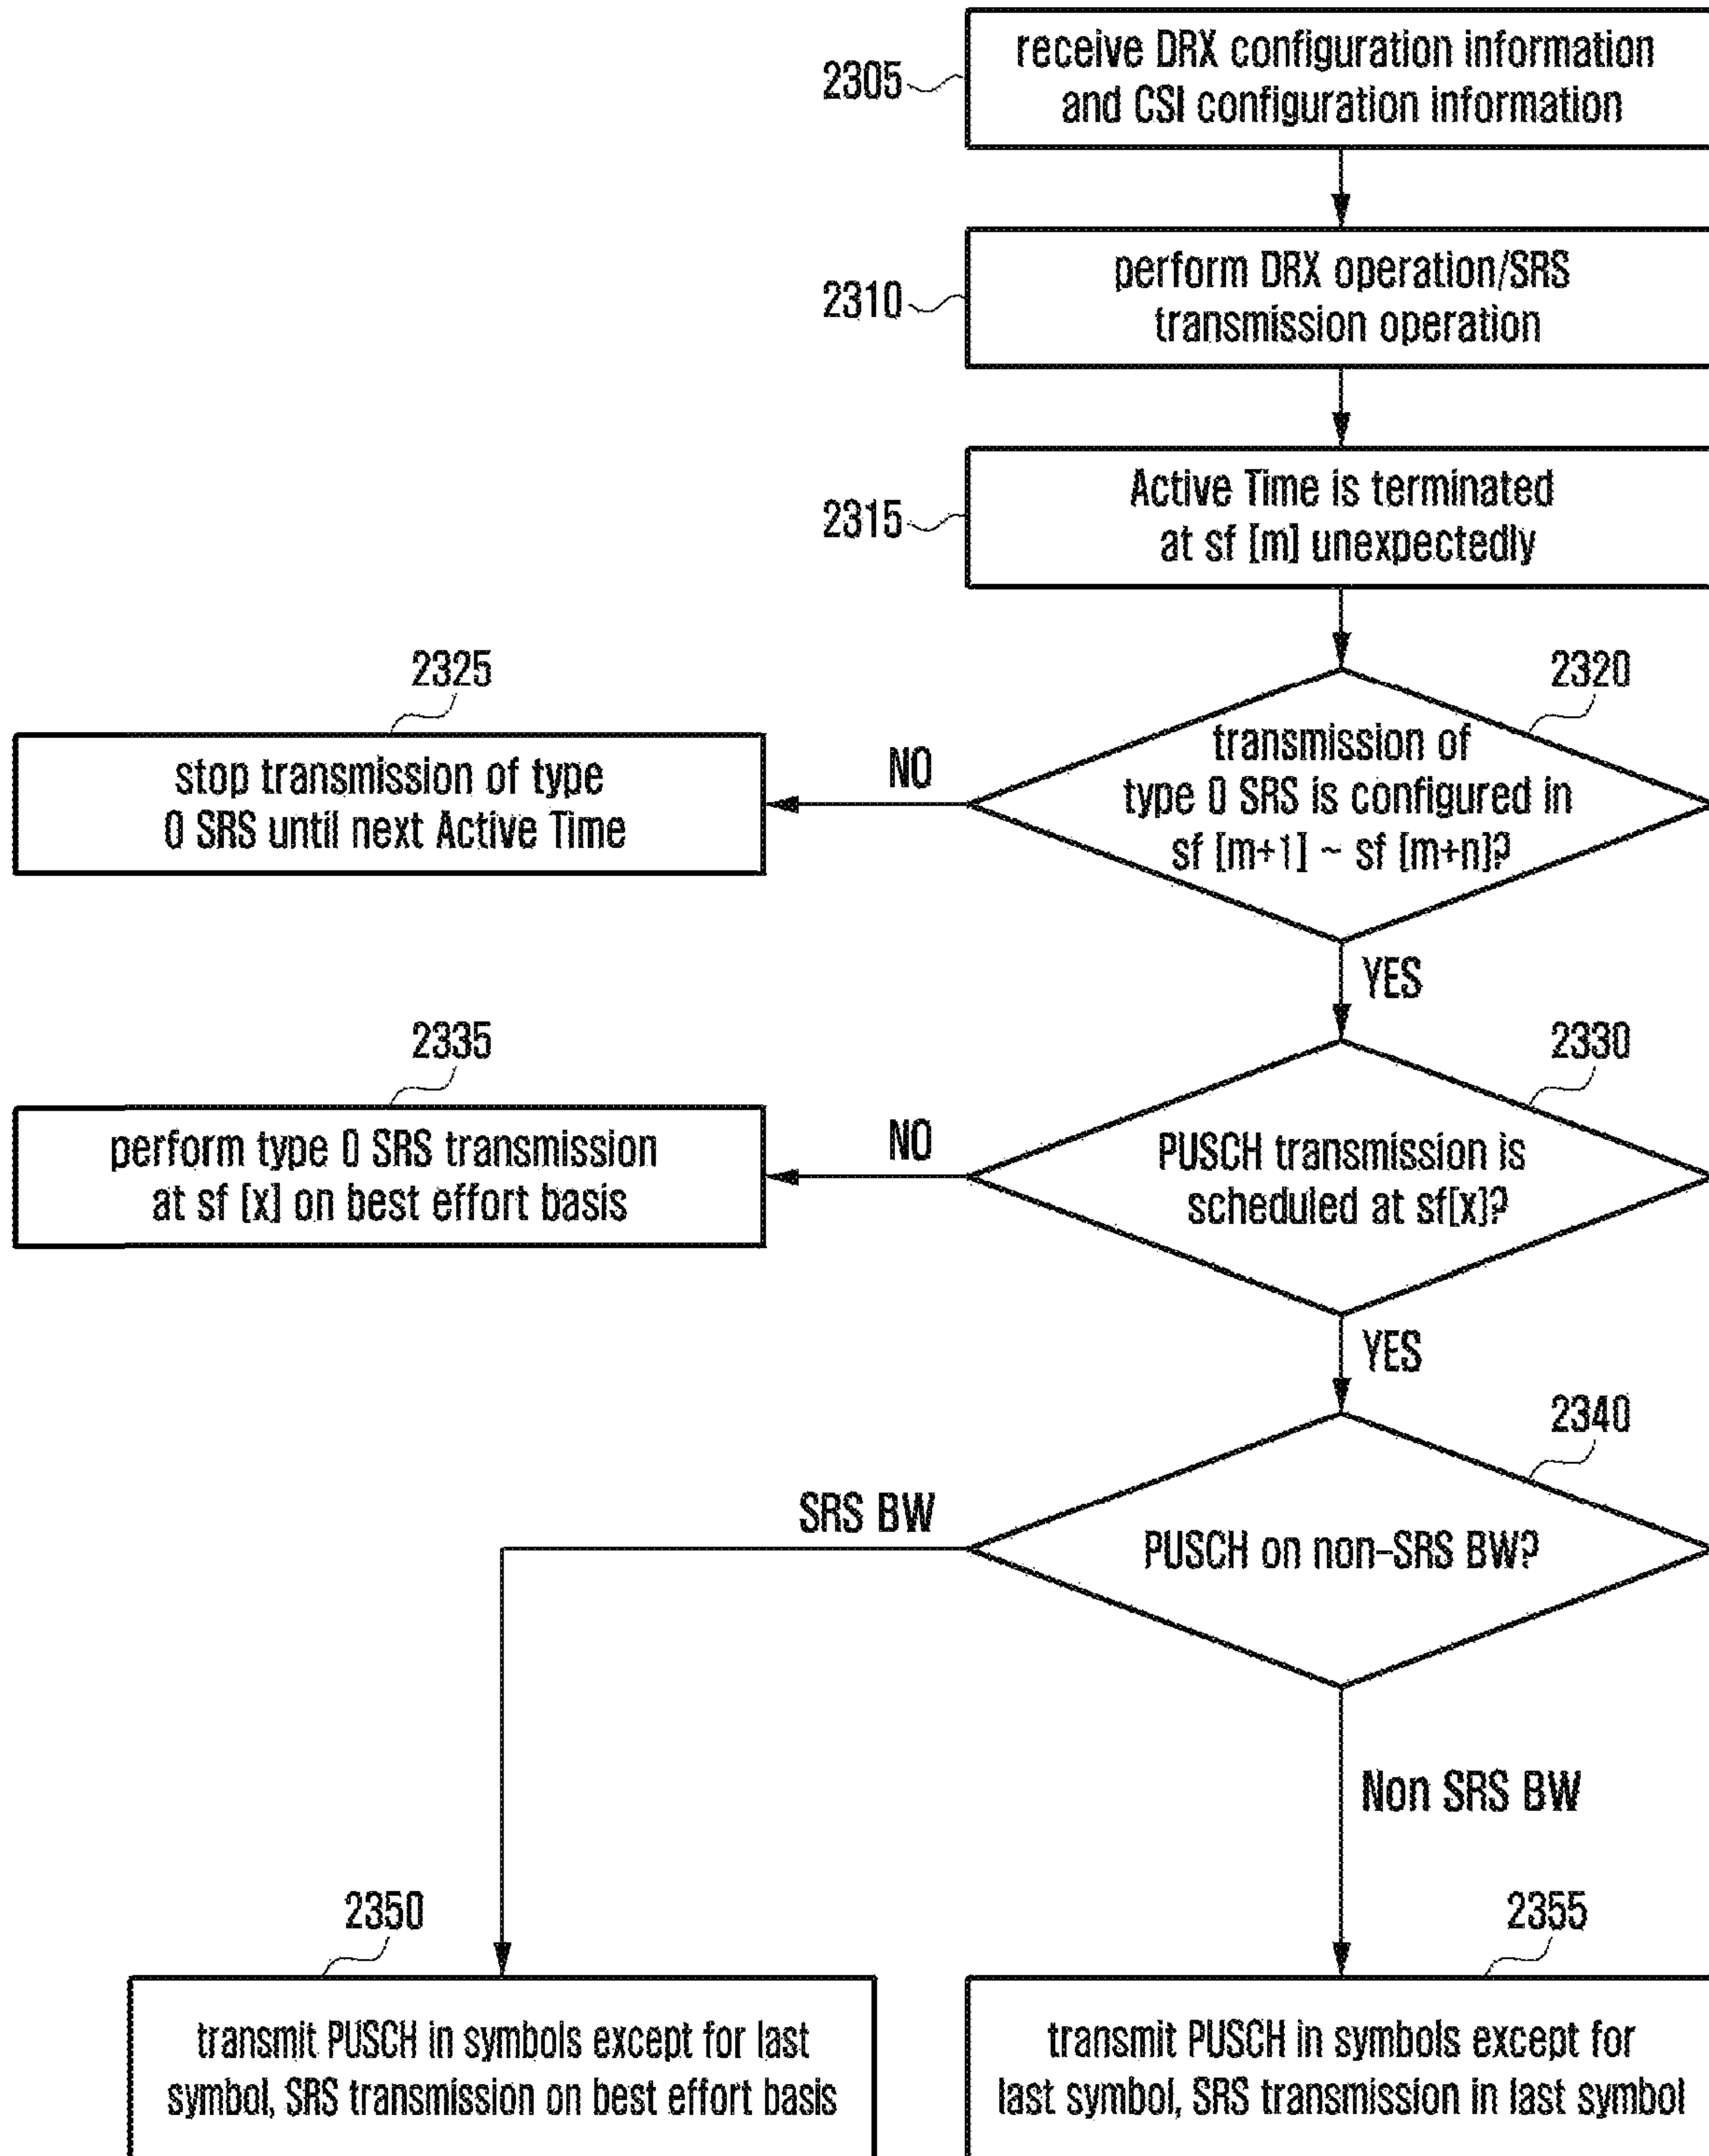 2305
receive DRX configuration information
and CSI configuration information
2310
perform DRX operation/SRS
transmission operation
2315
Active Time is terminated
at sf [m] unexpectedly
2320
transmission of
type 0 SRS is configured in
sf [m+1] ~ sf [m+n]?
NO
2325
stop transmission of type
0 SRS until next Active Time
YES
2330
PUSCH transmission is
scheduled at sf[x]?
NO
2335
perform type 0 SRS transmission
at sf [x] on best effort basis
YES
2340
PUSCH on non-SRS BW?
SRS BW
Non SRS BW
2350
transmit PUSCH in symbols except for last
symbol, SRS transmission on best effort basis
2355
transmit PUSCH in symbols except for
last symbol, SRS transmission in last symbol